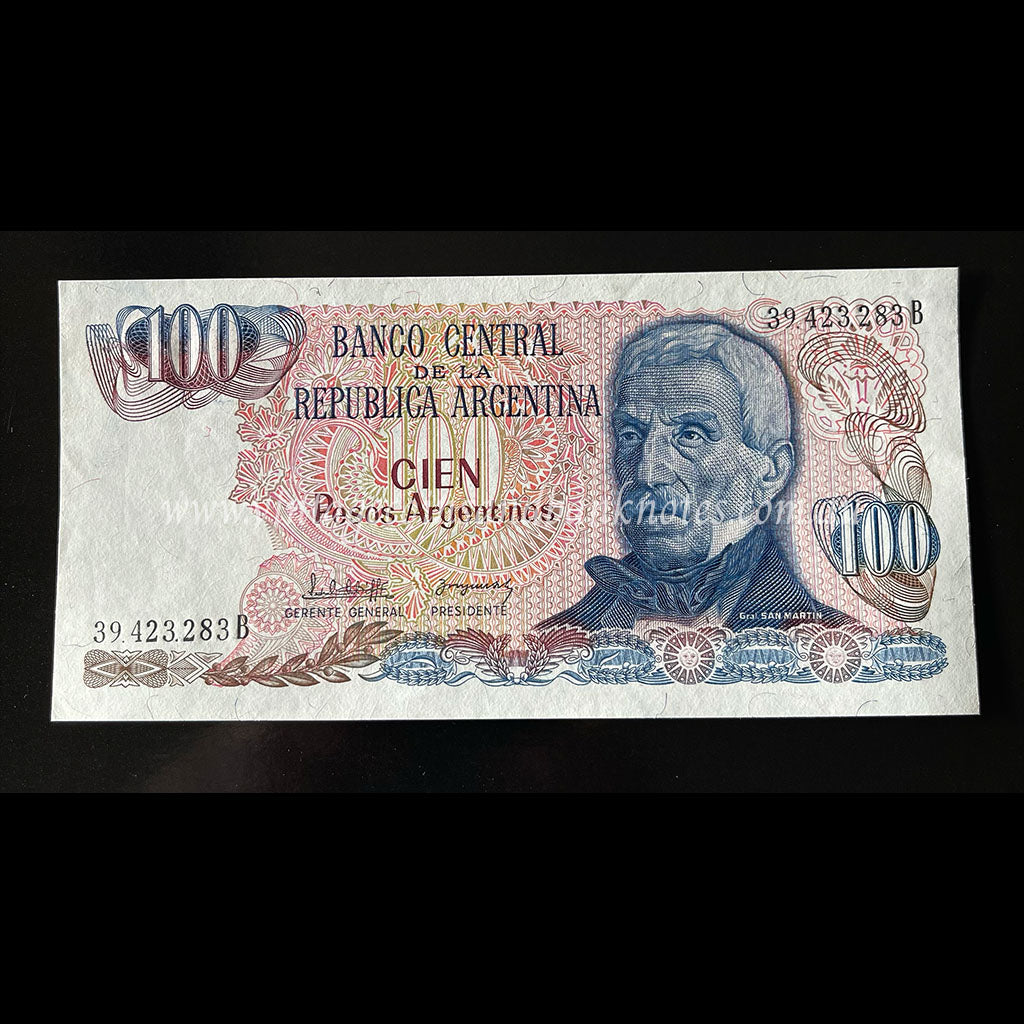 100
39.423.283 B
BANCO CENTRAL
DE LA
REPUBLICA ARGENTINA
100
CIEN
Pesos Argentinos
100
GERENTE GENERAL PRESIDENTE
Gral. SAN MARTIN
39.423.283 B